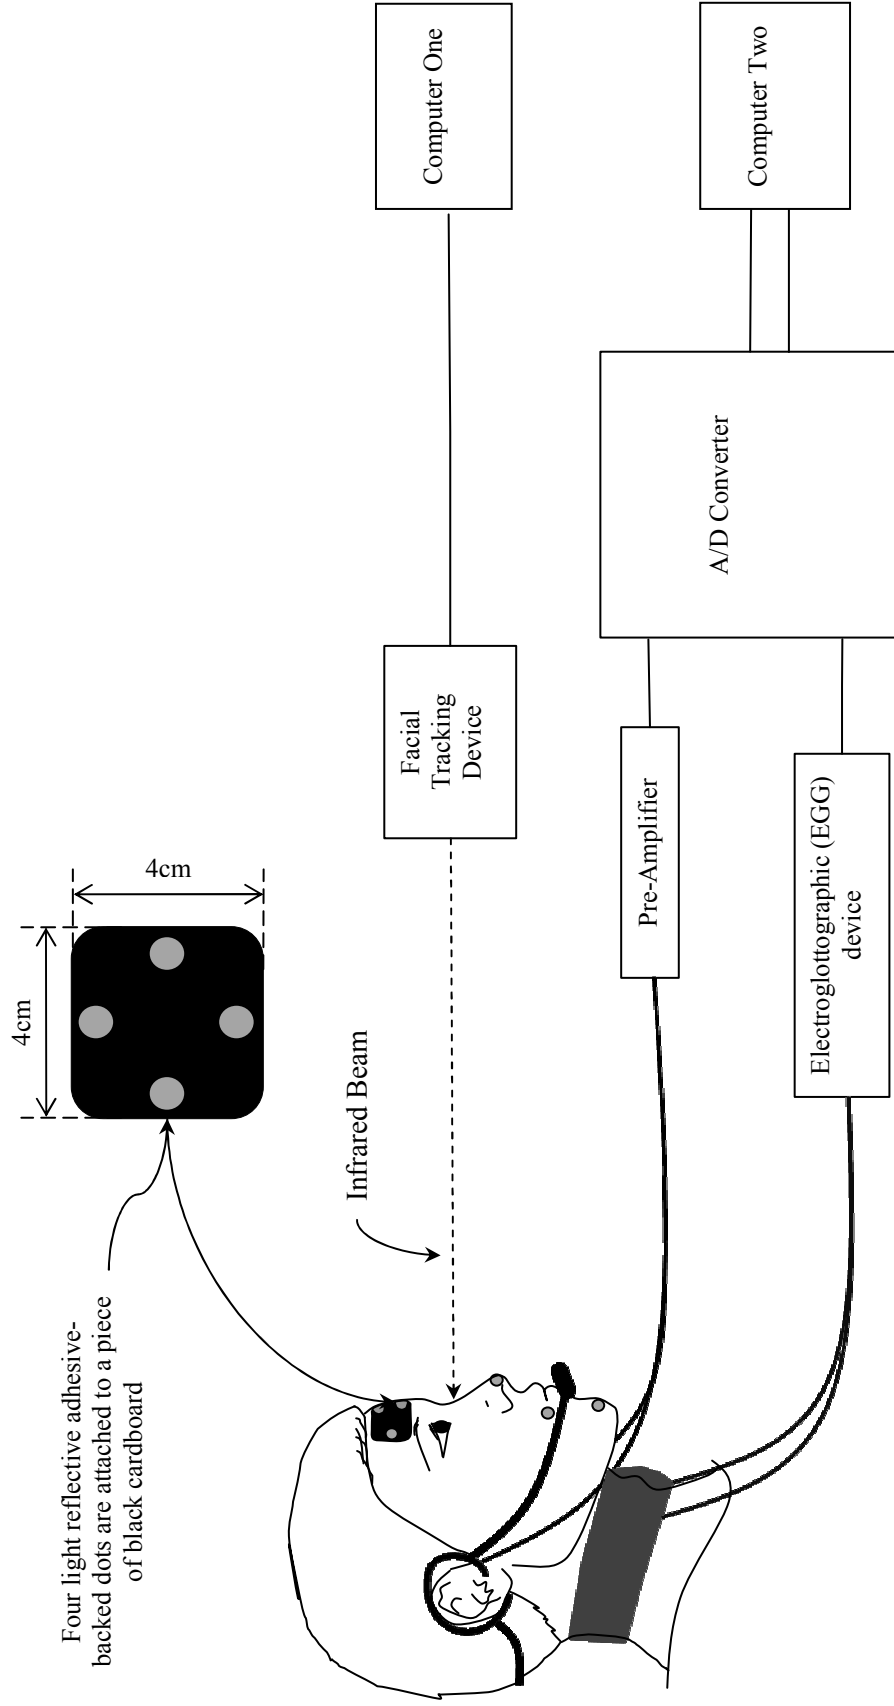 Four light reflective adhesive-
backed dots are attached to a piece
of black cardboard
4cm
4cm
Infrared Beam
Facial
Tracking
Device
Computer One
Pre-Amplifier
A/D Converter
Computer Two
Electroglottographic (EGG)
device